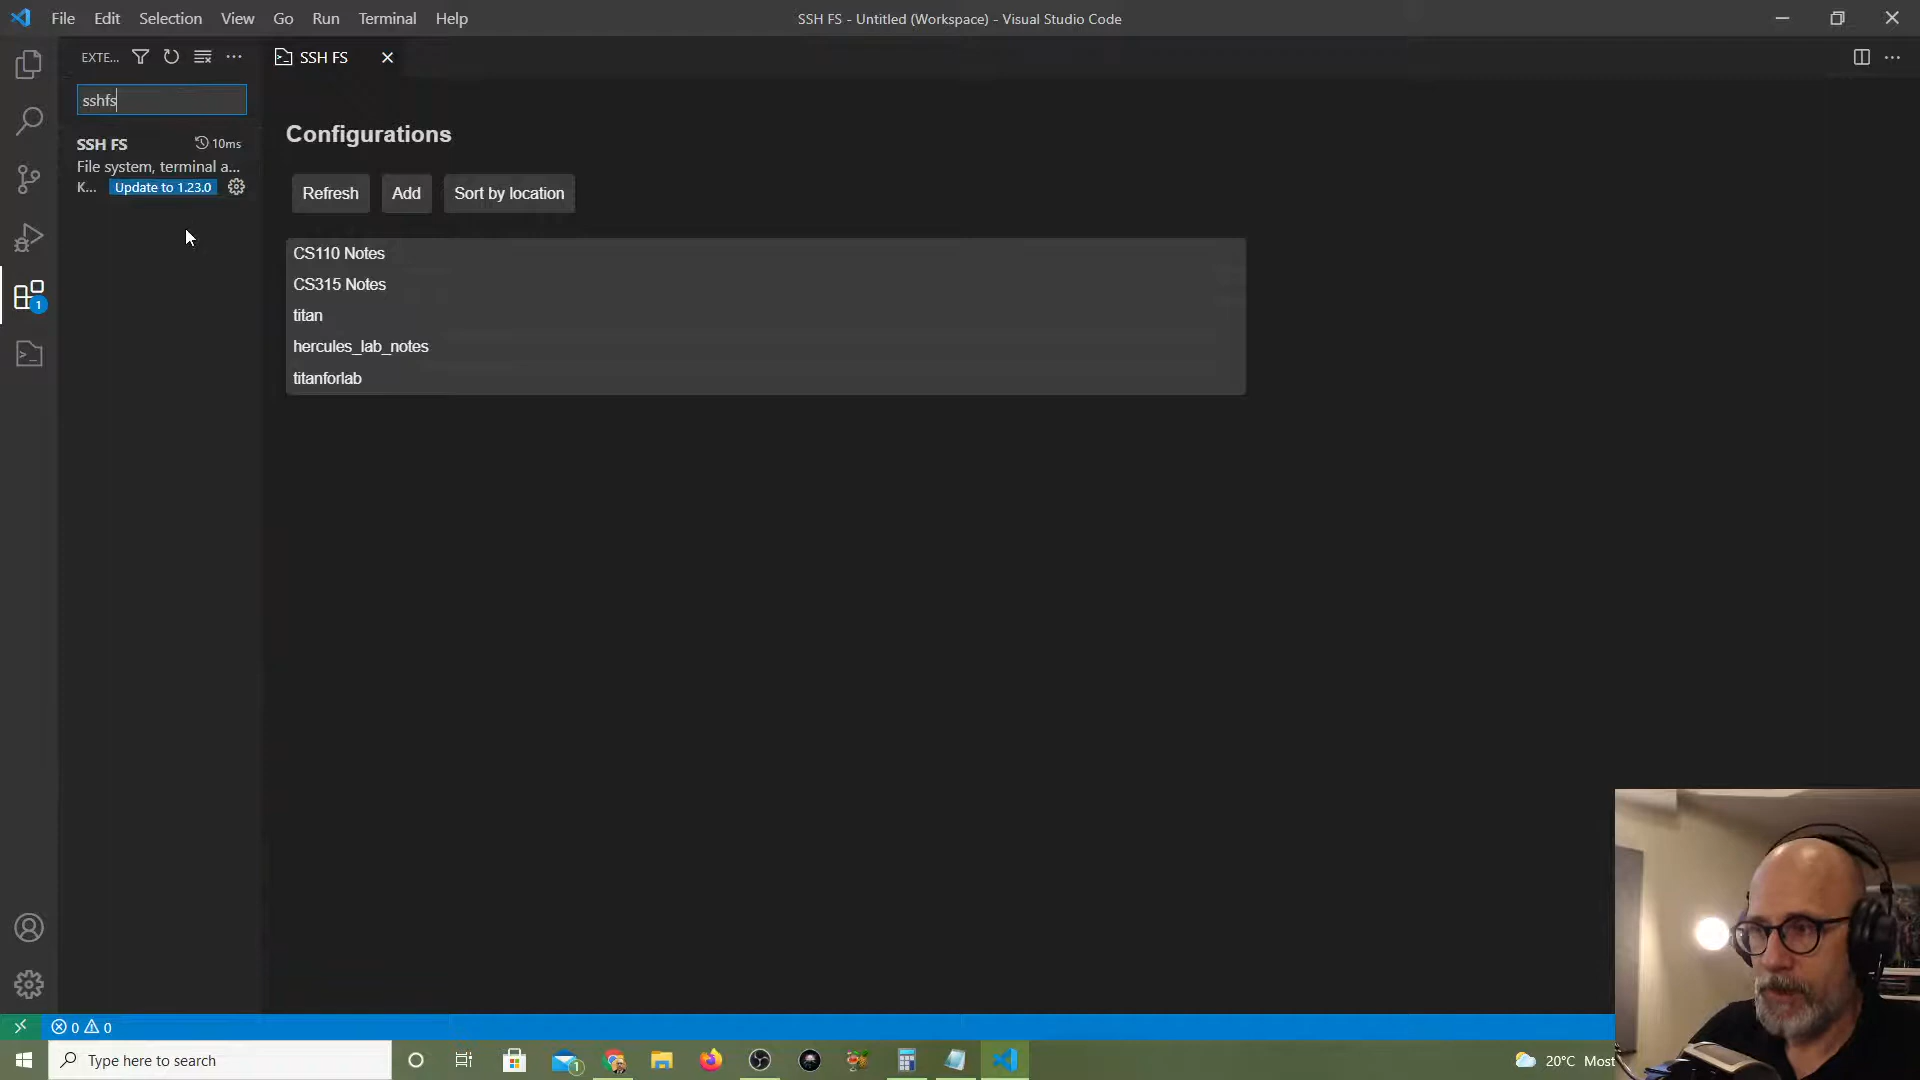 File Edit Selection View Go Run Terminal Help
SSH FS - Untitled (Workspace) - Visual Studio Code
EXTE...
SSH FS
sshfs
SSH FS 10ms
File system, terminal a...
K... Update to 1.23.0
Configurations
Refresh Add Sort by location
CS110 Notes
CS315 Notes
titan
hercules_lab_notes
titanforlab
1
0 0
Type here to search
1
20°C Most